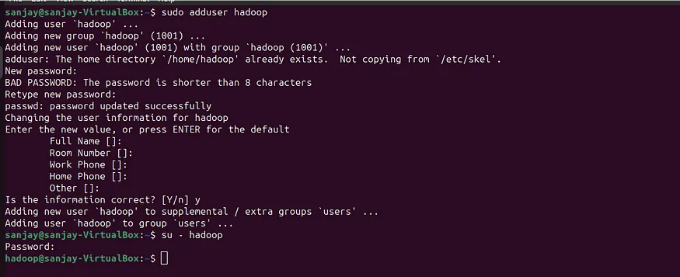 sanjay@sanjay-VirtualBox:~$ sudo adduser hadoop
Adding user `hadoop' ...
Adding new group `hadoop' (1001) ...
Adding new user `hadoop' (1001) with group `hadoop (1001)' ...
adduser: The home directory `/home/hadoop' already exists.  Not copying from `/etc/skel'.
New password:
BAD PASSWORD: The password is shorter than 8 characters
Retype new password:
passwd: password updated successfully
Changing the user information for hadoop
Enter the new value, or press ENTER for the default
Full Name []:
Room Number []:
Work Phone []:
Home Phone []:
Other []:
Is the information correct? [Y/n] y
Adding new user `hadoop' to supplemental / extra groups `users' ...
Adding user `hadoop' to group `users' ...
sanjay@sanjay-VirtualBox:~$ su - hadoop
Password:
hadoop@sanjay-VirtualBox:~$